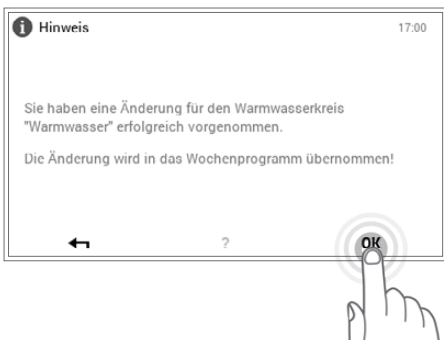 i Hinweis 17:00
Sie haben eine Änderung für den Warmwasserkreis
"Warmwasser" erfolgreich vorgenommen.
Die Änderung wird in das Wochenprogramm übernommen!
? OK